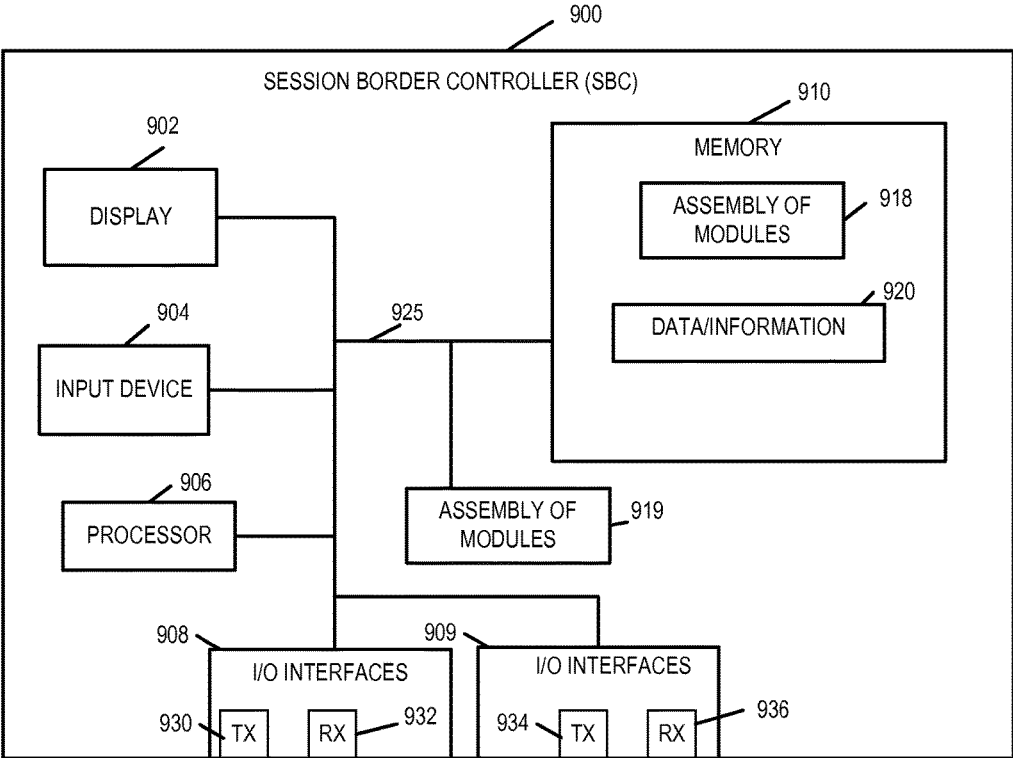 900
SESSION BORDER CONTROLLER (SBC)
910
902
MEMORY
DISPLAY
ASSEMBLY OF
MODULES
918
920
904
925
DATA/INFORMATION
INPUT DEVICE
906
PROCESSOR
ASSEMBLY OF
MODULES
919
908
909
I/O INTERFACES
I/O INTERFACES
930
TX
RX
932
934
TX
RX
936